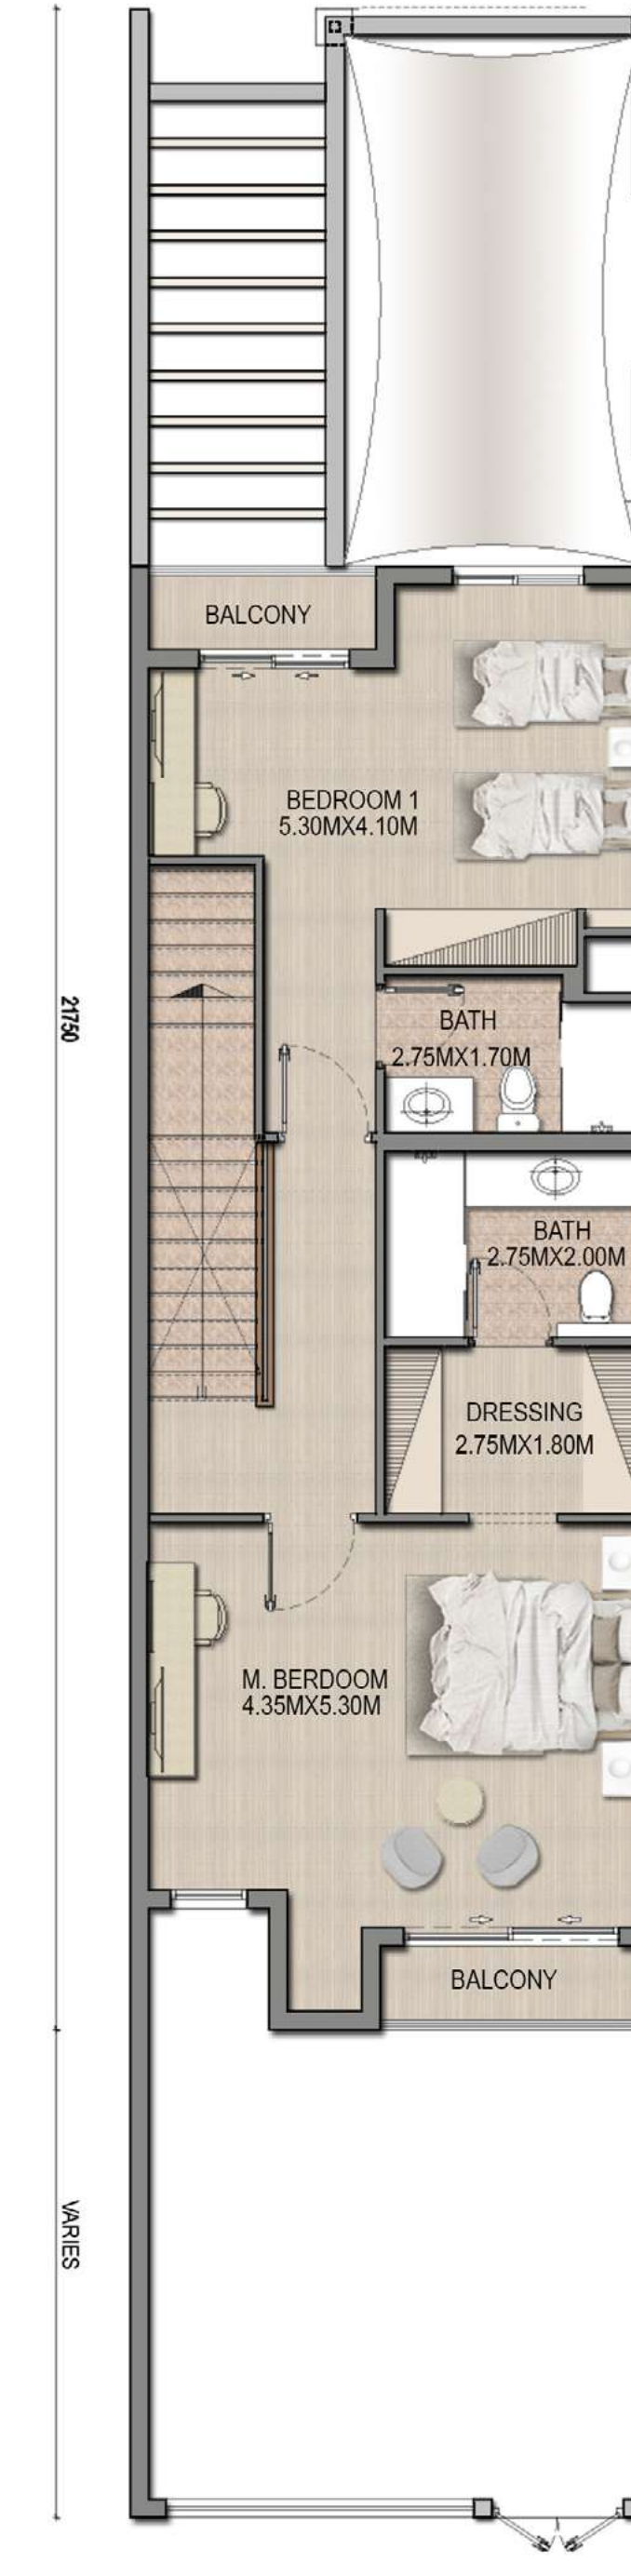 BALCONY
BEDROOM 1
5.30MX4.10M
21750
BATH
2.75MX1.70M
BATH
2.75MX2.00M
DRESSING
2.75MX1.80M
M. BERDOOM
4.35MX5.30M
BALCONY
VARIES